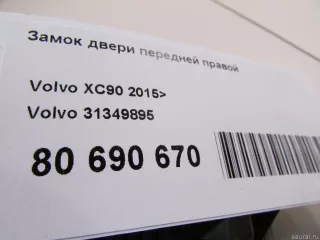 Замок двери передней правой
Volvo XC90 2015>
Volvo 31349895
80 690 670